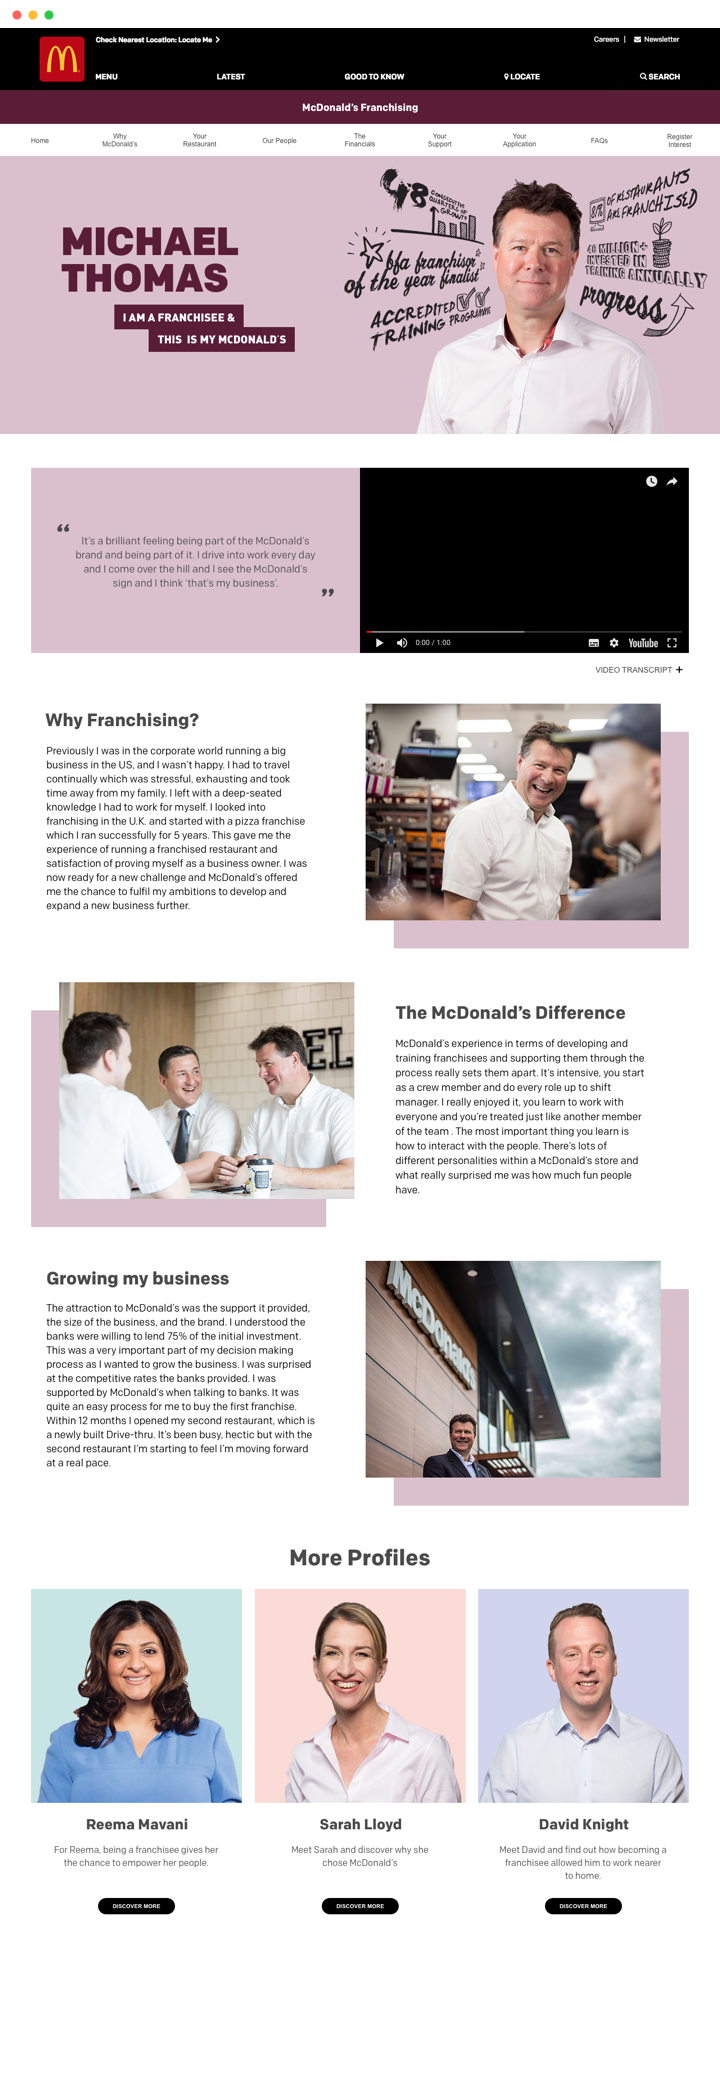 Check Nearest Location: Locate Me
Careers |
Newsletter
MENU
LATEST
GOOD TO KNOW
LOCATE
SEARCH
McDonald's Franchising
Home
Why
McDonald's
Your
Restaurant
Our People
The
Financials
Your
Support
Your
Application
FAQs
Register
Interest
MICHAEL
THOMAS
I AM A FRANCHISEE &
THIS IS MY MCDONALD'S
48 CONSECUTIVE
QUARTERS OF
GROWTH
bfa franchisor
of the year finalist
ACCREDITED
TRAINING PROGRAMME
OF RESTAURANTS
ARE FRANCHISED
40 MILLION+
INVESTED IN
TRAINING ANNUALLY
progress
“
It’s a brilliant feeling being part of the McDonald’s
brand and being part of it. I drive into work every day
and I come over the hill and I see the McDonald’s
sign and I think ‘that’s my business’.
”
0:00 / 1:00
YouTube
VIDEO TRANSCRIPT +
Why Franchising?
Previously I was in the corporate world running a big
business in the US, and I wasn’t happy. I had to travel
continually which was stressful, exhausting and took
time away from my family. I left with a deep-seated
knowledge I had to work for myself. I looked into
franchising in the U.K. and started with a pizza franchise
which I ran successfully for 5 years. This gave me the
experience of running a franchised restaurant and
satisfaction of proving myself as a business owner. I was
now ready for a new challenge and McDonald’s offered
me the chance to fulfil my ambitions to develop and
expand a new business further.
EL
The McDonald’s Difference
McDonald’s experience in terms of developing and
training franchisees and supporting them through the
process really sets them apart. It’s intensive, you start
as a crew member and do every role up to shift
manager. I really enjoyed it, you learn to work with
everyone and you’re treated just like another member
of the team . The most important thing you learn is
how to interact with the people. There’s lots of
different personalities within a McDonald’s store and
what really surprised me was how much fun people
have.
Growing my business
The attraction to McDonald’s was the support it provided,
the size of the business, and the brand. I understood the
banks were willing to lend 75% of the initial investment.
This was a very important part of my decision making
process as I wanted to grow the business. I was surprised
at the competitive rates the banks provided. I was
supported by McDonald’s when talking to banks. It was
quite an easy process for me to buy the first franchise.
Within 12 months I opened my second restaurant, which is
a newly built Drive-thru. It’s been busy, hectic but with the
second restaurant I’m starting to feel I’m moving forward
at a real pace.
McDonald's
More Profiles
Reema Mavani
For Reema, being a franchisee gives her
the chance to empower her people.
DISCOVER MORE
Sarah Lloyd
Meet Sarah and discover why she
chose McDonald’s
DISCOVER MORE
David Knight
Meet David and find out how becoming a
franchisee allowed him to work nearer
to home.
DISCOVER MORE